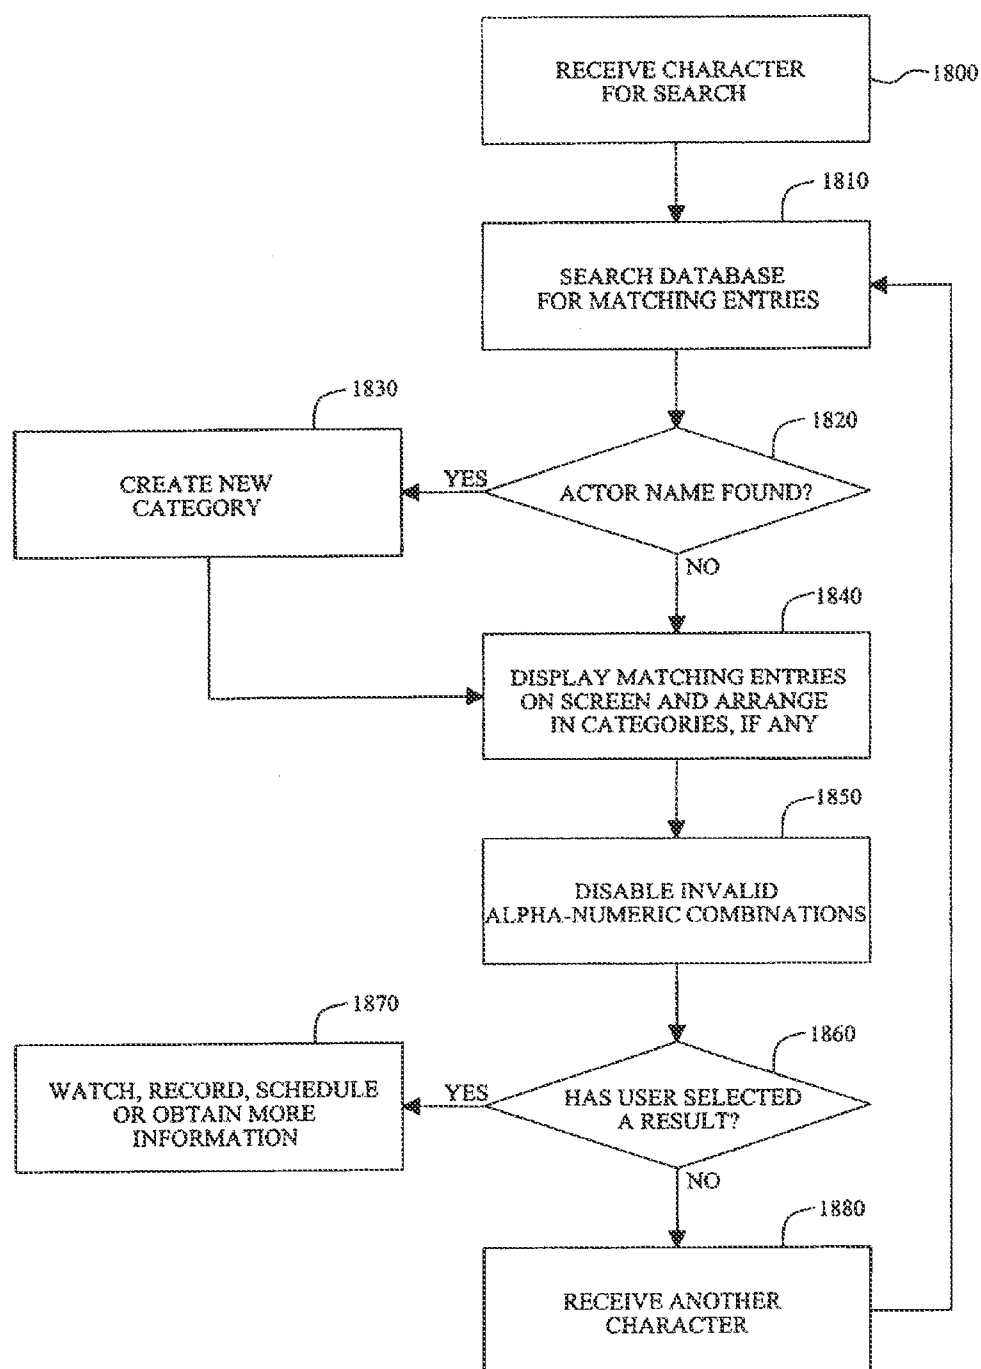 RECEIVE CHARACTER
FOR SEARCH
1800
1810
SEARCH DATABASE
FOR MATCHING ENTRIES
1830
CREATE NEW
CATEGORY
YES
1820
ACTOR NAME FOUND?
NO
1840
DISPLAY MATCHING ENTRIES
ON SCREEN AND ARRANGE
IN CATEGORIES, IF ANY
1850
DISABLE INVALID
ALPHA-NUMERIC COMBINATIONS
1870
WATCH, RECORD, SCHEDULE
OR OBTAIN MORE
INFORMATION
YES
1860
HAS USER SELECTED
A RESULT?
NO
1880
RECEIVE ANOTHER
CHARACTER